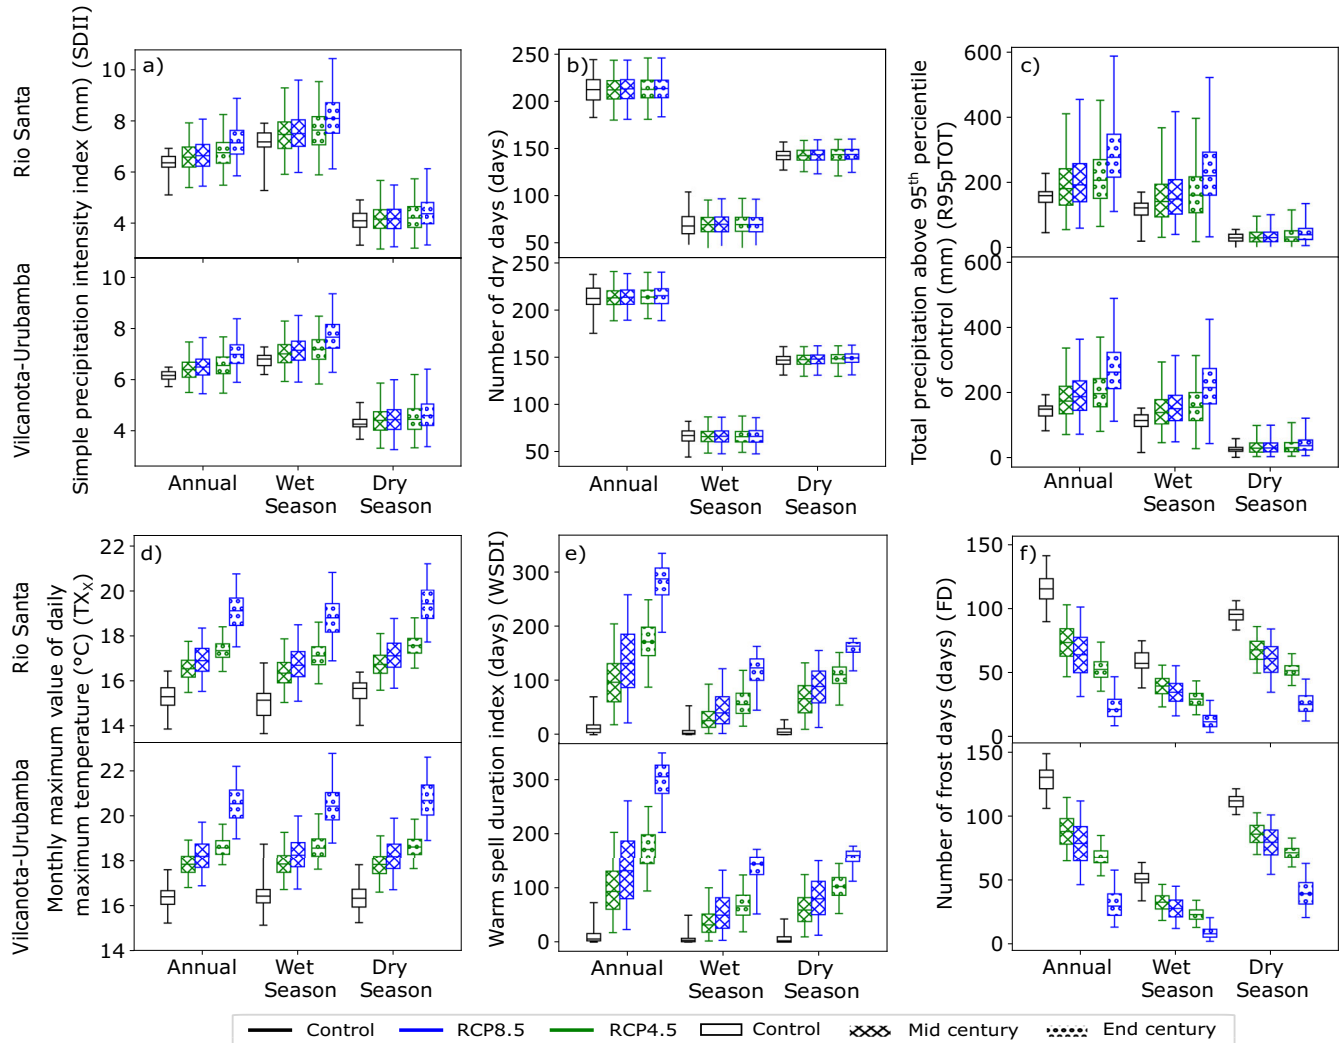 Rio Santa
Vilcanota-Urubamba
Simple precipitation intensity index (mm) (SDII)
a)
10
8
6
4
10
8
6
4
Annual
Wet
Season
Dry
Season
Number of dry days (days)
b)
250
200
150
100
50
250
200
150
100
50
Annual
Wet
Season
Dry
Season
Total precipitation above 95th percentile
of control (mm) (R95pTOT)
c)
600
400
200
0
600
400
200
0
Annual
Wet
Season
Dry
Season
Rio Santa
Vilcanota-Urubamba
Monthly maximum value of daily
maximum temperature (°C) (TXx)
d)
22
20
18
16
14
22
20
18
16
14
Annual
Wet
Season
Dry
Season
Warm spell duration index (days) (WSDI)
e)
300
200
100
0
300
200
100
0
Annual
Wet
Season
Dry
Season
Number of frost days (days) (FD)
f)
150
100
50
0
150
100
50
0
Annual
Wet
Season
Dry
Season
Control RCP8.5 RCP4.5 Control Mid century End century